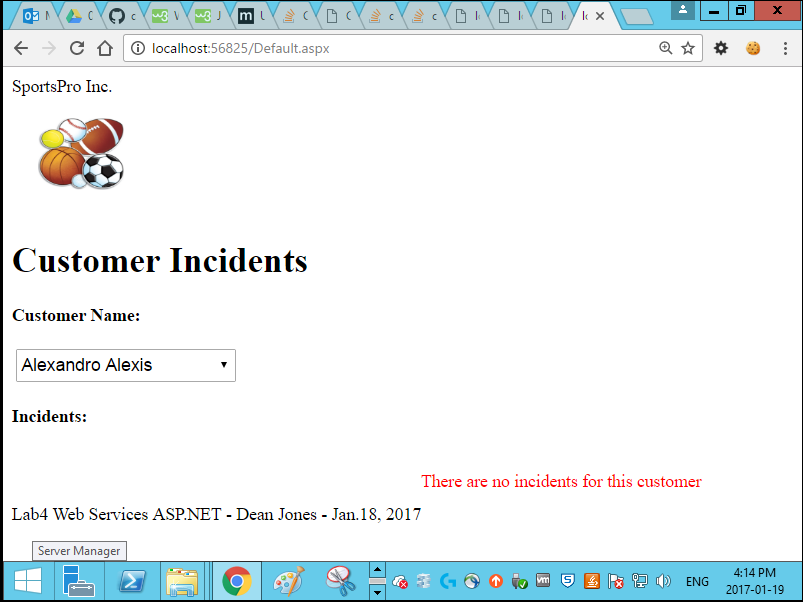 localhost:56825/Default.aspx
SportsPro Inc.
Customer Incidents
Customer Name:
Alexandro Alexis
Incidents:
There are no incidents for this customer
Lab4 Web Services ASP.NET - Dean Jones - Jan.18, 2017
Server Manager
ENG
4:14 PM
2017-01-19